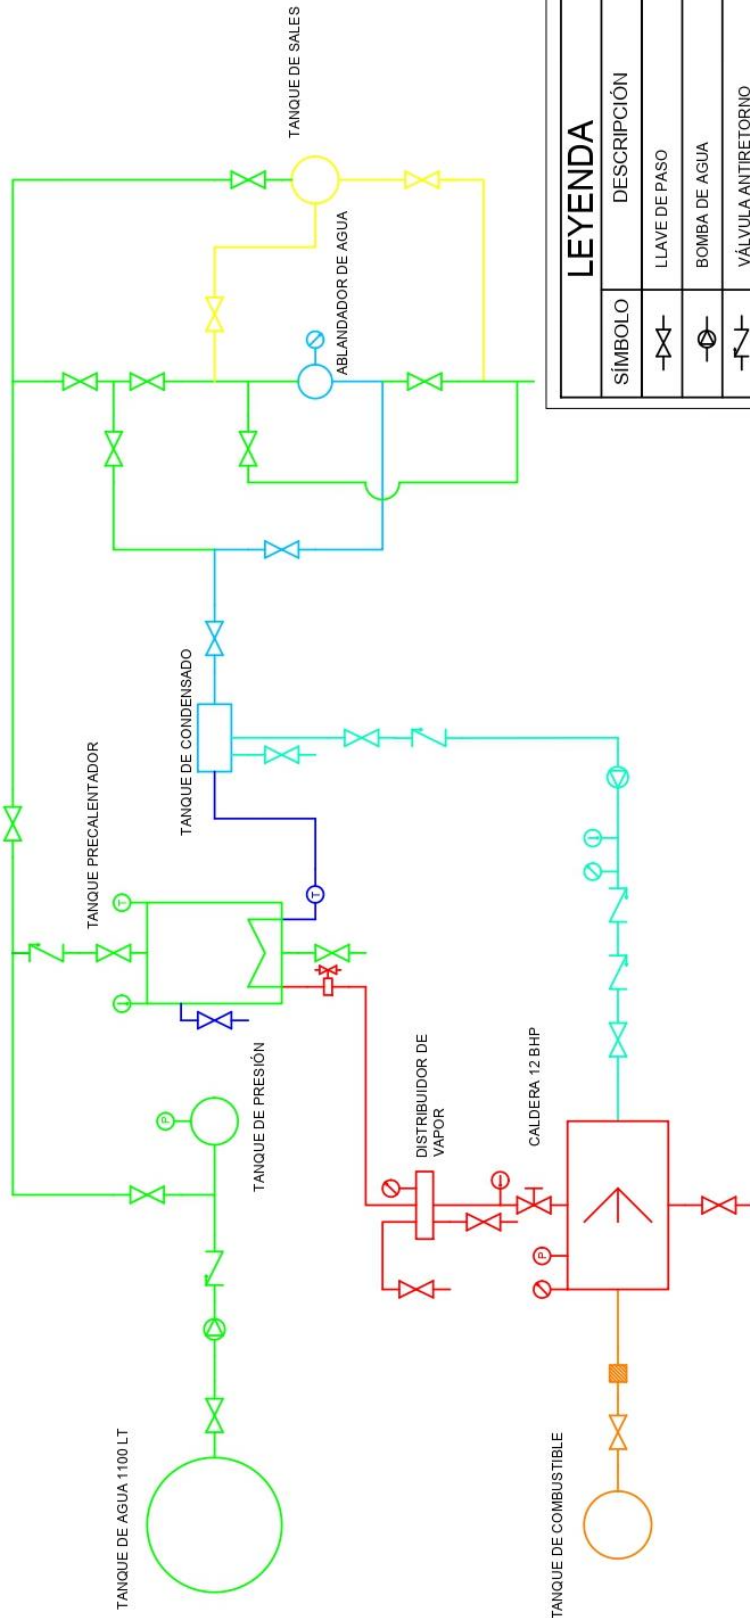 TANQUE DE AGUA 1100 LT
TANQUE DE PRESIÓN
TANQUE PRECALENTADOR
TANQUE DE CONDENSADO
ABLANDADOR DE AGUA
TANQUE DE SALES
TANQUE DE COMBUSTIBLE
CALDERA 12 BHP
DISTRIBUIDOR DE
VAPOR
P
T
T
P
LEYENDA
SÍMBOLO
DESCRIPCIÓN
LLAVE DE PASO
BOMBA DE AGUA
VÁLVULA ANTIRETORNO